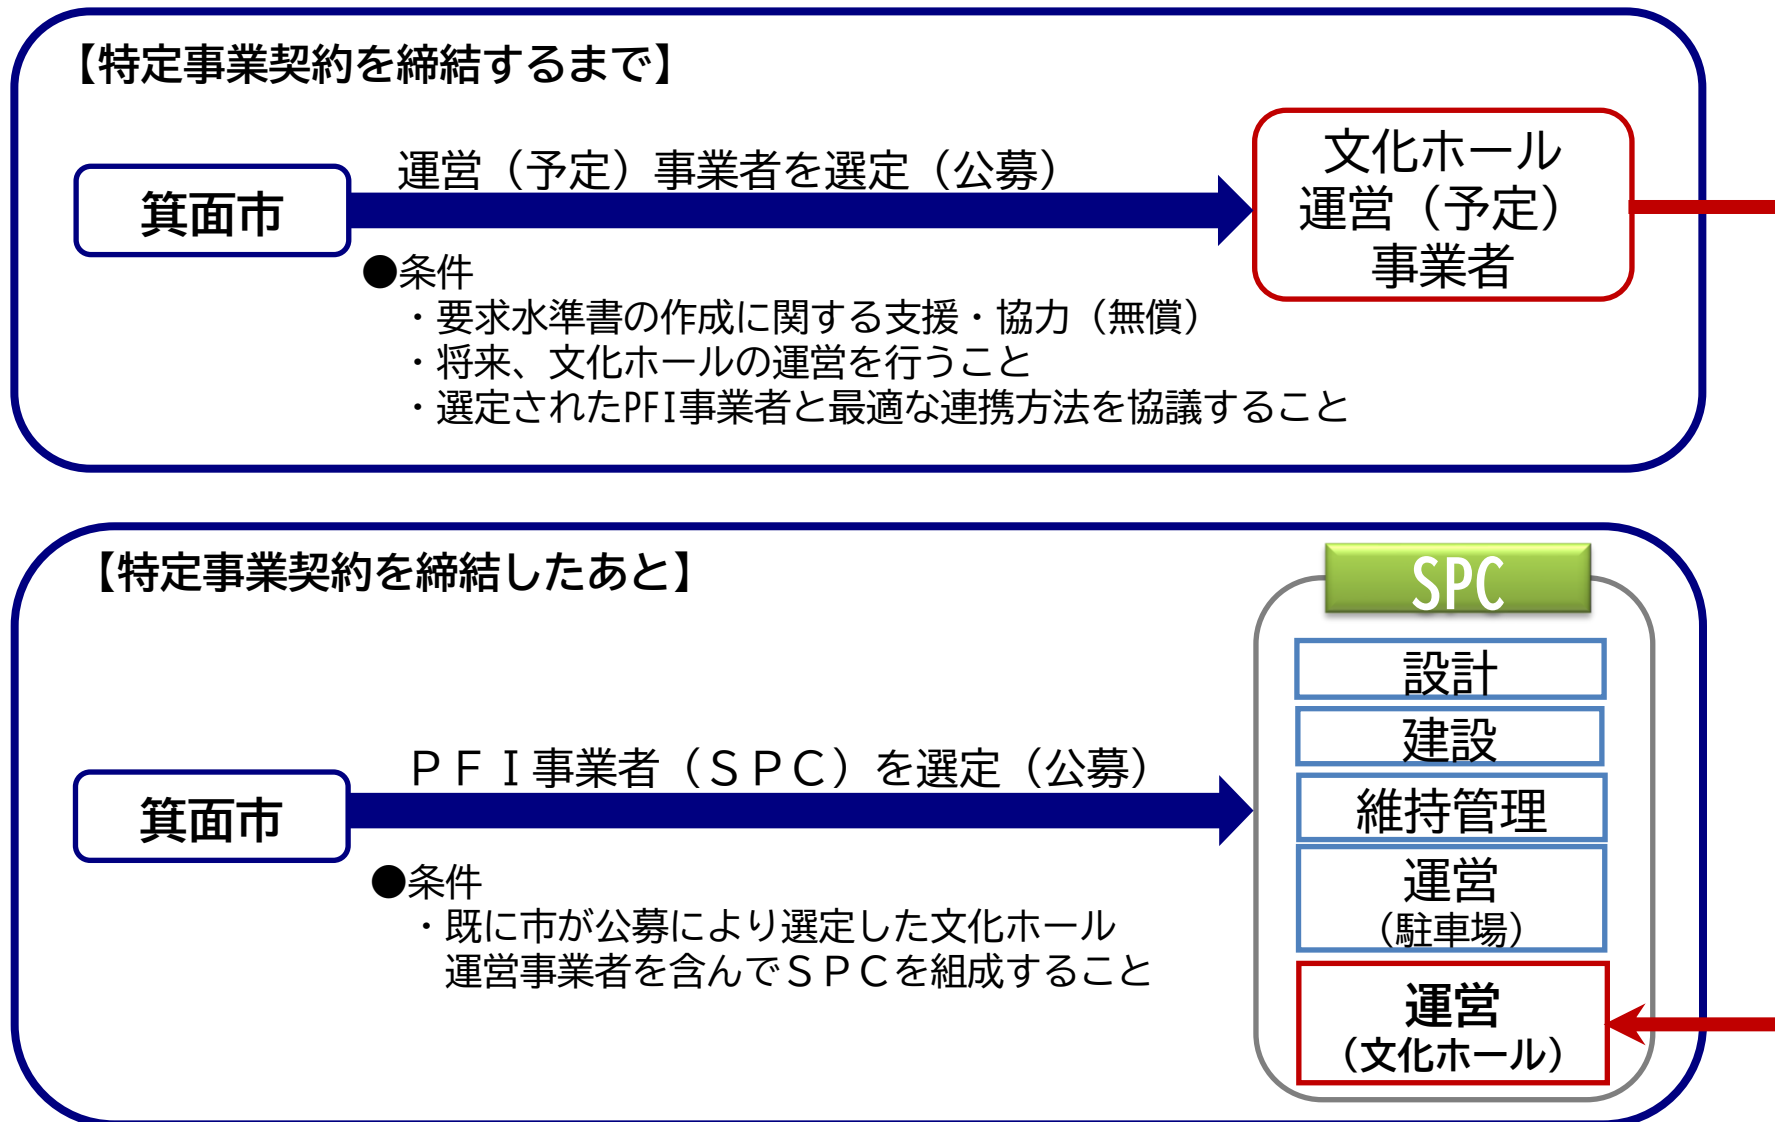 【特定事業契約を締結するまで】
箕面市
運営（予定）事業者を選定（公募）
文化ホール
運営（予定）
事業者
●条件
・要求水準書の作成に関する支援・協力（無償）
・将来、文化ホールの運営を行うこと
・選定されたPFI事業者と最適な連携方法を協議すること
【特定事業契約を締結したあと】
箕面市
ＰＦＩ事業者（ＳＰＣ）を選定（公募）
●条件
・既に市が公募により選定した文化ホール
運営事業者を含んでＳＰＣを組成すること
SPC
設計
建設
維持管理
運営
（駐車場）
運営
（文化ホール）